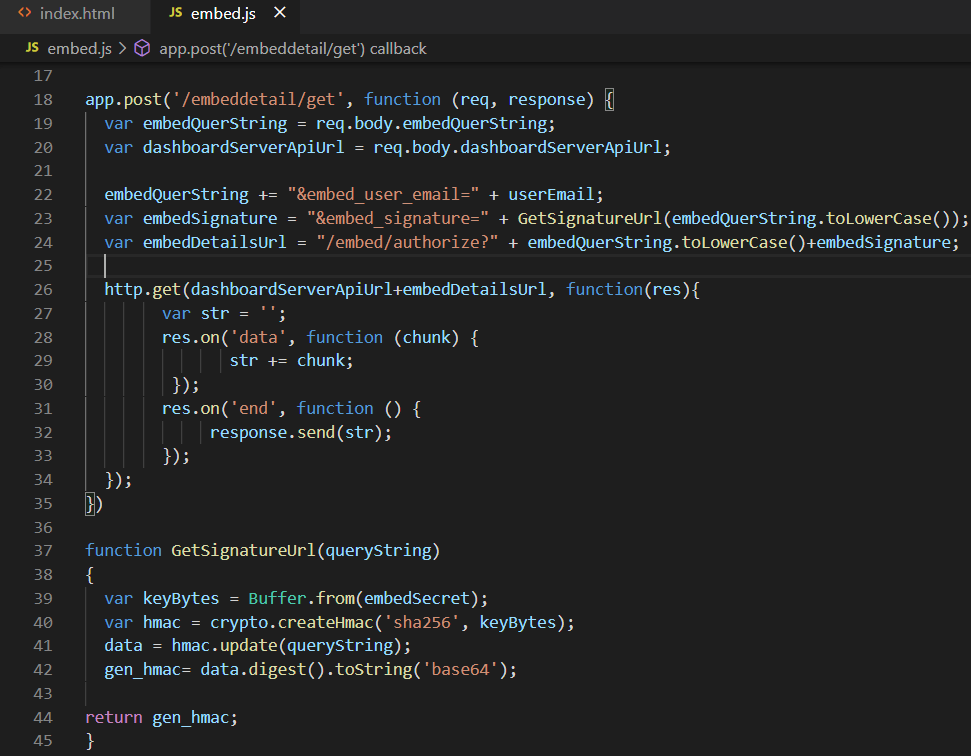 index.html JS embed.js ×
JS embed.js > app.post('/embeddetail/get') callback
17
18 app.post('/embeddetail/get', function (req, response) {
19 var embedQuerString = req.body.embedQuerString;
20 var dashboardServerApiUrl = req.body.dashboardServerApiUrl;
21
22 embedQuerString += "&embed_user_email=" + userEmail;
23 var embedSignature = "&embed_signature=" + GetSignatureUrl(embedQuerString.toLowerCase());
24 var embedDetailsUrl = "/embed/authorize?" + embedQuerString.toLowerCase()+embedSignature;
25
26 http.get(dashboardServerApiUrl+embedDetailsUrl, function(res){
27 var str = '';
28 res.on('data', function (chunk) {
29 str += chunk;
30 });
31 res.on('end', function () {
32 response.send(str);
33 });
34 });
35 })
36
37 function GetSignatureUrl(queryString)
38 {
39 var keyBytes = Buffer.from(embedSecret);
40 var hmac = crypto.createHmac('sha256', keyBytes);
41 data = hmac.update(queryString);
42 gen_hmac= data.digest().toString('base64');
43
44 return gen_hmac;
45 }